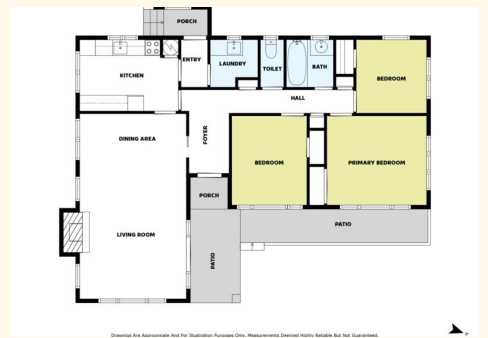 PORCH
ENTRY
LAUNDRY
TOILET
BATH
KITCHEN
BEDROOM
HALL
DINING AREA
FOYER
BEDROOM
PRIMARY BEDROOM
PORCH
LIVING ROOM
PATIO
PATIO
Drawings Are Approximate And For Illustration Purposes Only. Measurements Deemed Highly Reliable But Not Guaranteed.
N